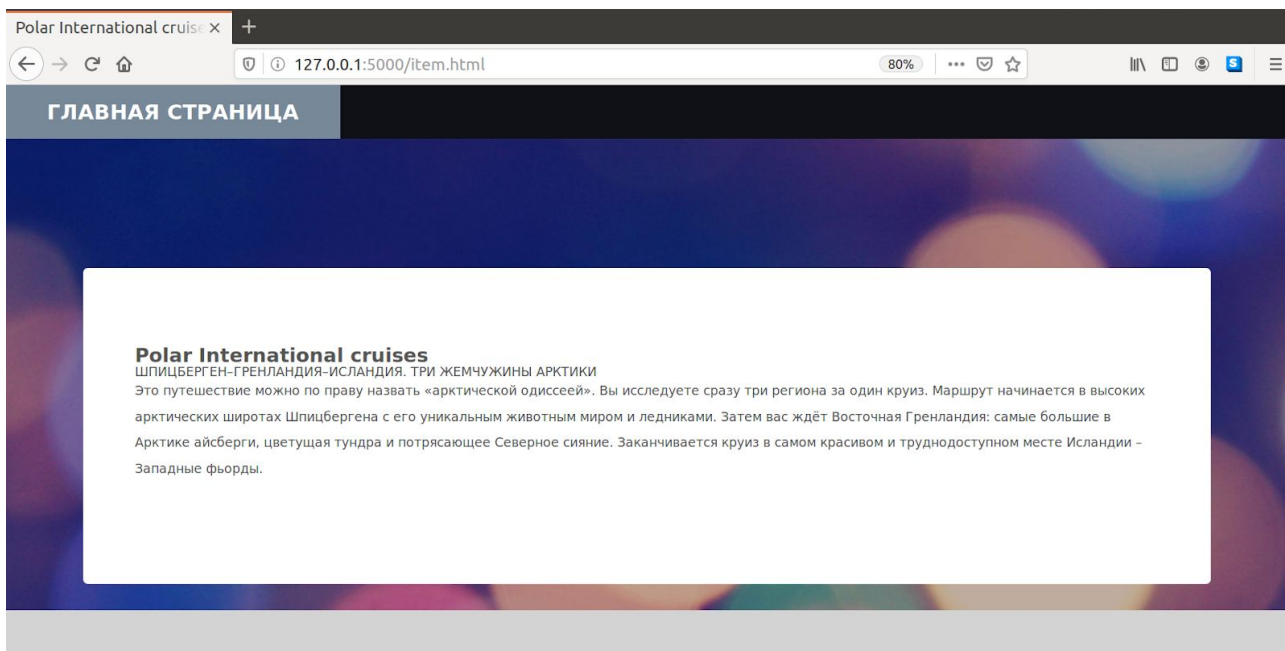 Polar International cruise
127.0.0.1:5000/item.html
80%
S
ГЛАВНАЯ СТРАНИЦА
Polar International cruises
ШПИЦБЕРГЕН–ГРЕНЛАНДИЯ–ИСЛАНДИЯ. ТРИ ЖЕМЧУЖИНЫ АРКТИКИ
Это путешествие можно по праву назвать «арктической одиссеей». Вы исследуете сразу три региона за один круиз. Маршрут начинается в высоких
арктических широтах Шпицбергена с его уникальным животным миром и ледниками. Затем вас ждёт Восточная Гренландия: самые большие в
Арктике айсберги, цветущая тундра и потрясающее Северное сияние. Заканчивается круиз в самом красивом и труднодоступном месте Исландии –
Западные фьорды.